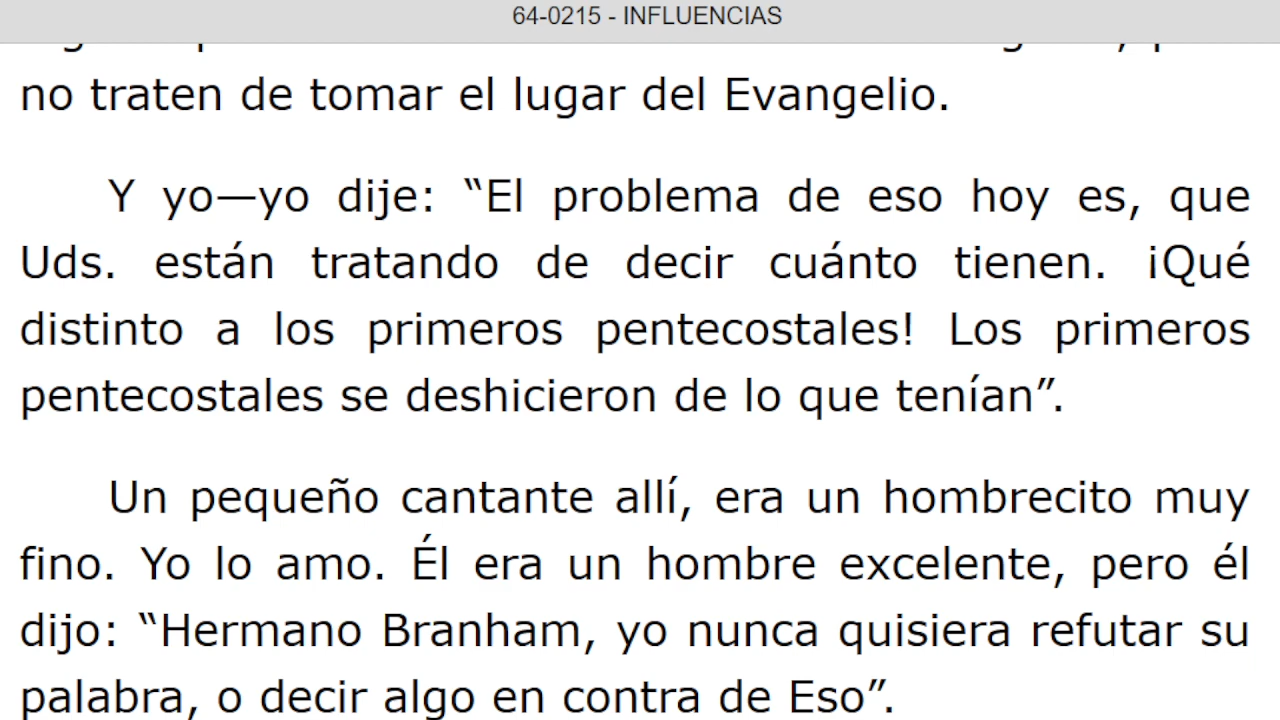 64-0215 - INFLUENCIAS
no traten de tomar el lugar del Evangelio.
Y yo—yo dije: “El problema de eso hoy es, que
Uds. están tratando de decir cuánto tienen. ¡Qué
distinto a los primeros pentecostales! Los primeros
pentecostales se deshicieron de lo que tenían”.
Un pequeño cantante allí, era un hombrecito muy
fino. Yo lo amo. Él era un hombre excelente, pero él
dijo: “Hermano Branham, yo nunca quisiera refutar su
palabra, o decir algo en contra de Eso”.